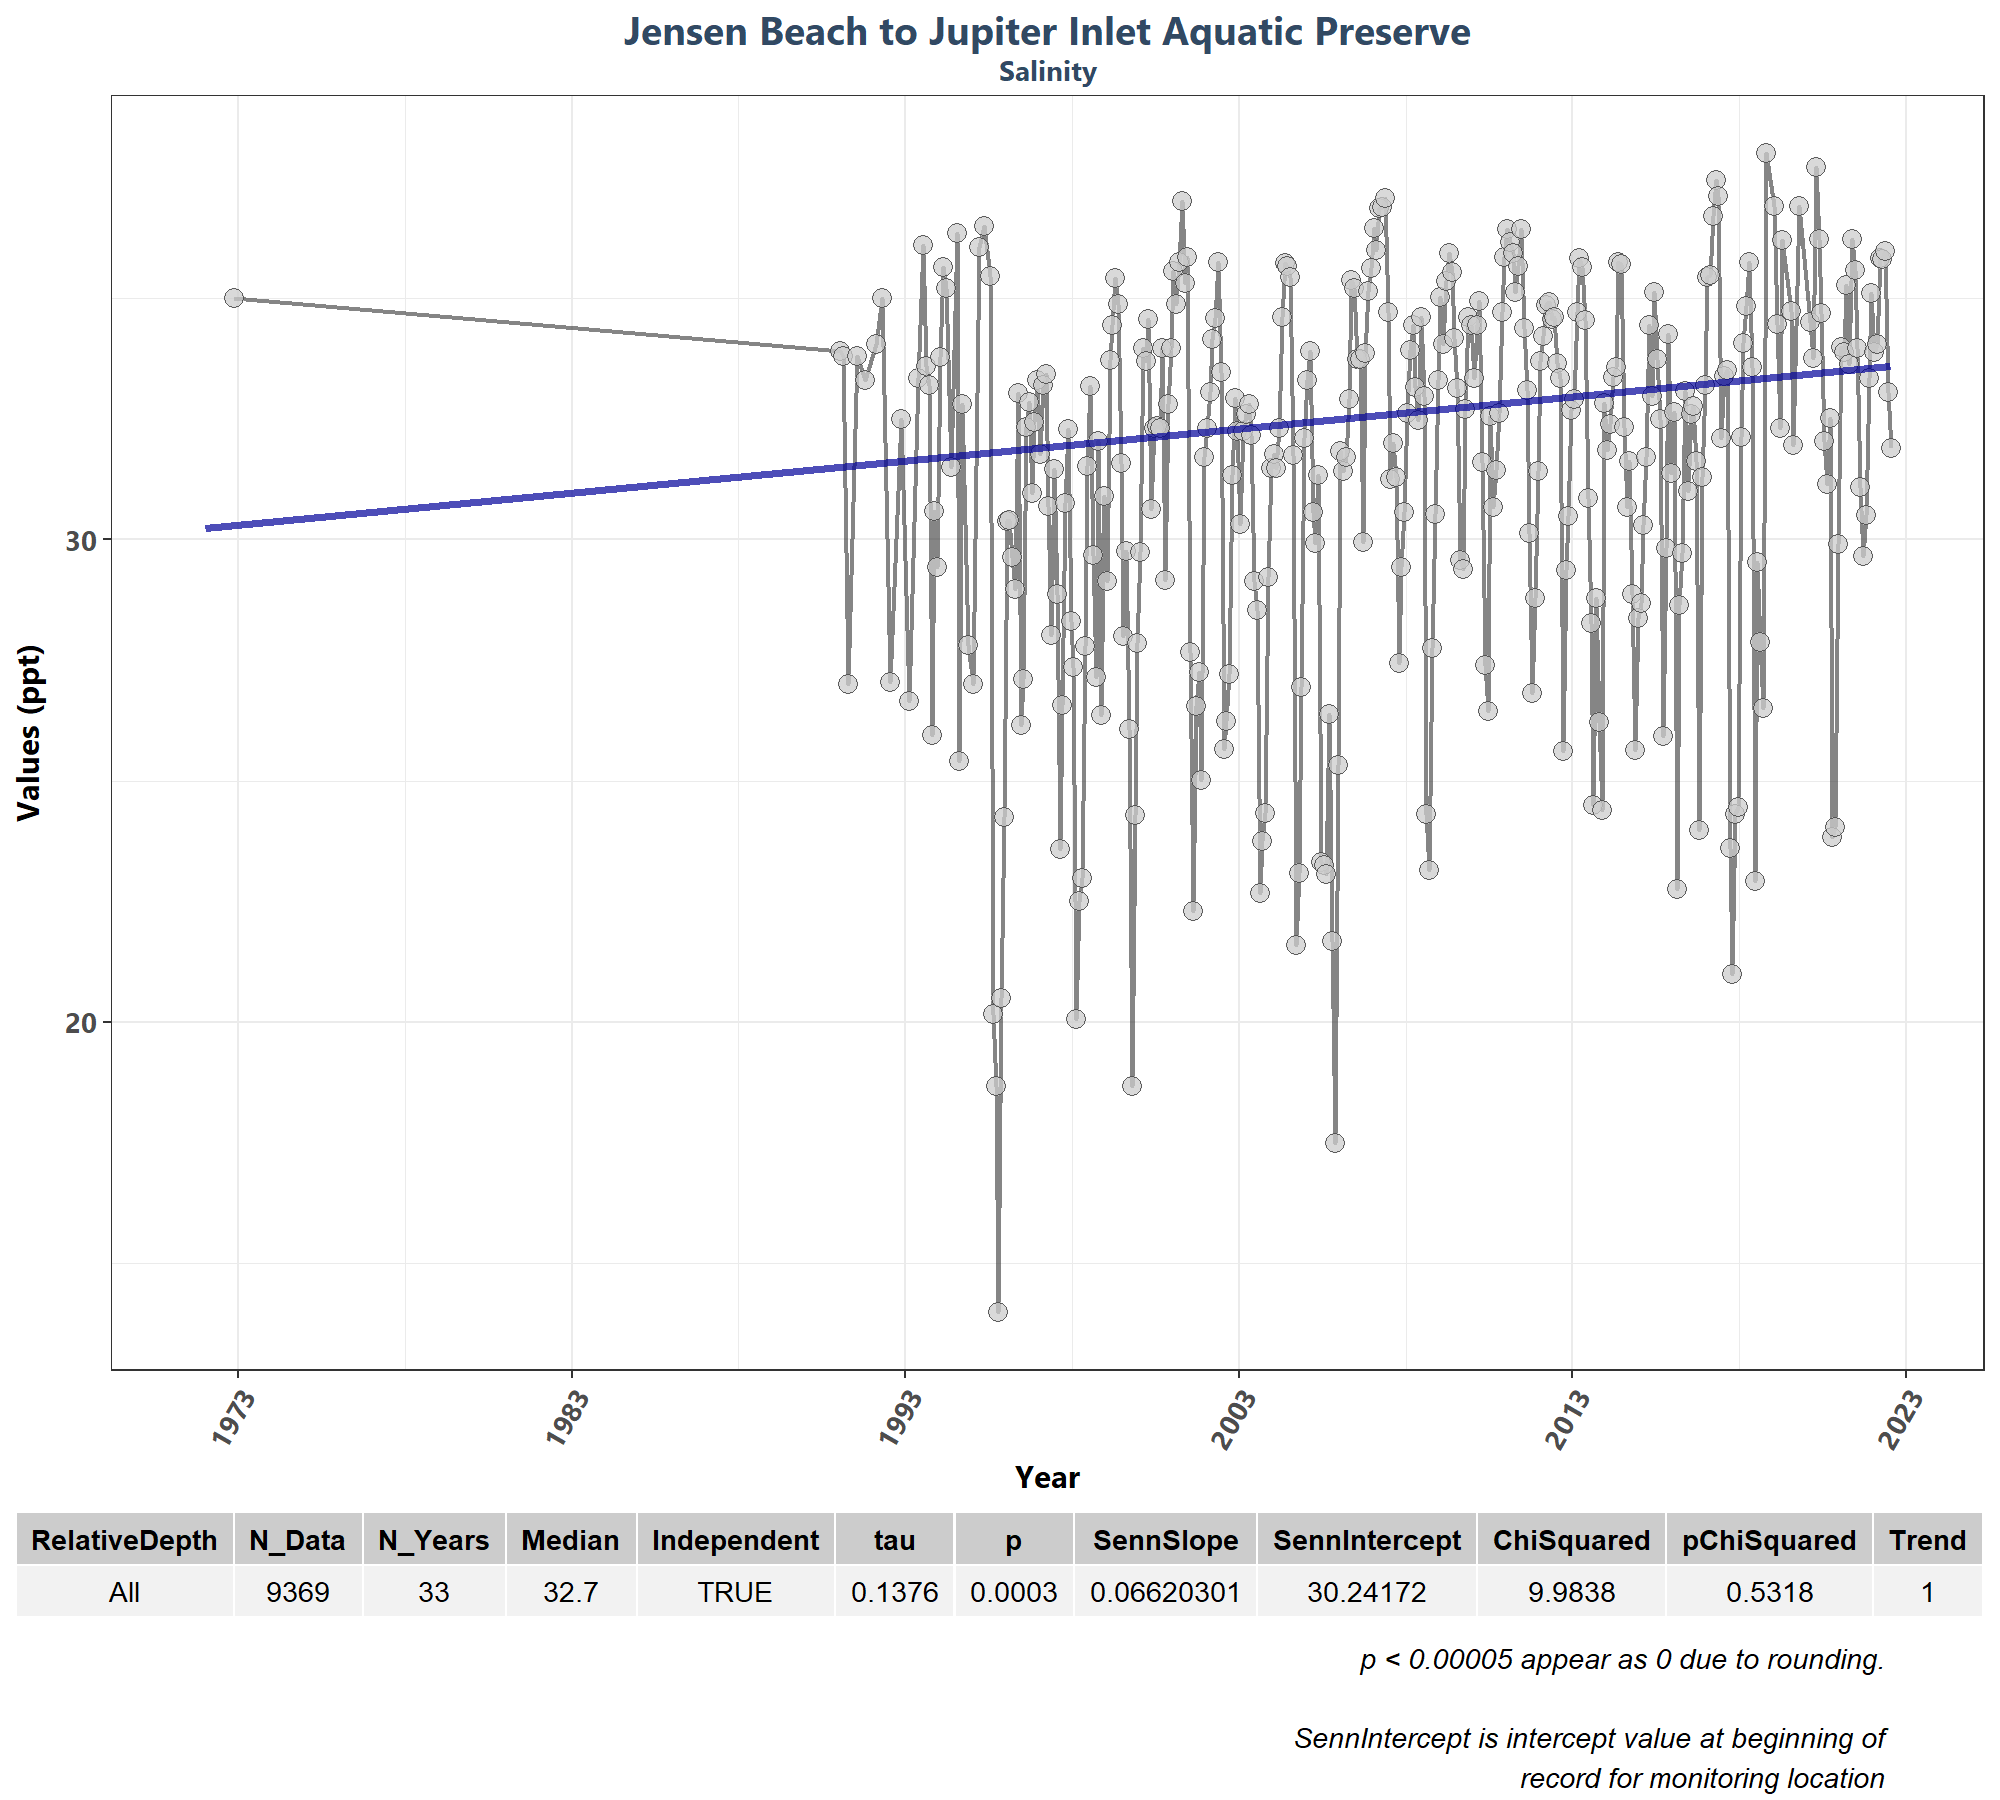 Jensen Beach to Jupiter Inlet Aquatic Preserve
Salinity
Values (ppt)
30
20
1973
1983
1993
2003
2013
2023
Year
RelativeDepth N_Data N_Years Median Independent tau p SennSlope SennIntercept ChiSquared pChiSquared Trend
All 9369 33 32.7 TRUE 0.1376 0.0003 0.06620301 30.24172 9.9838 0.5318 1
p < 0.00005 appear as 0 due to rounding.
SennIntercept is intercept value at beginning of
record for monitoring location